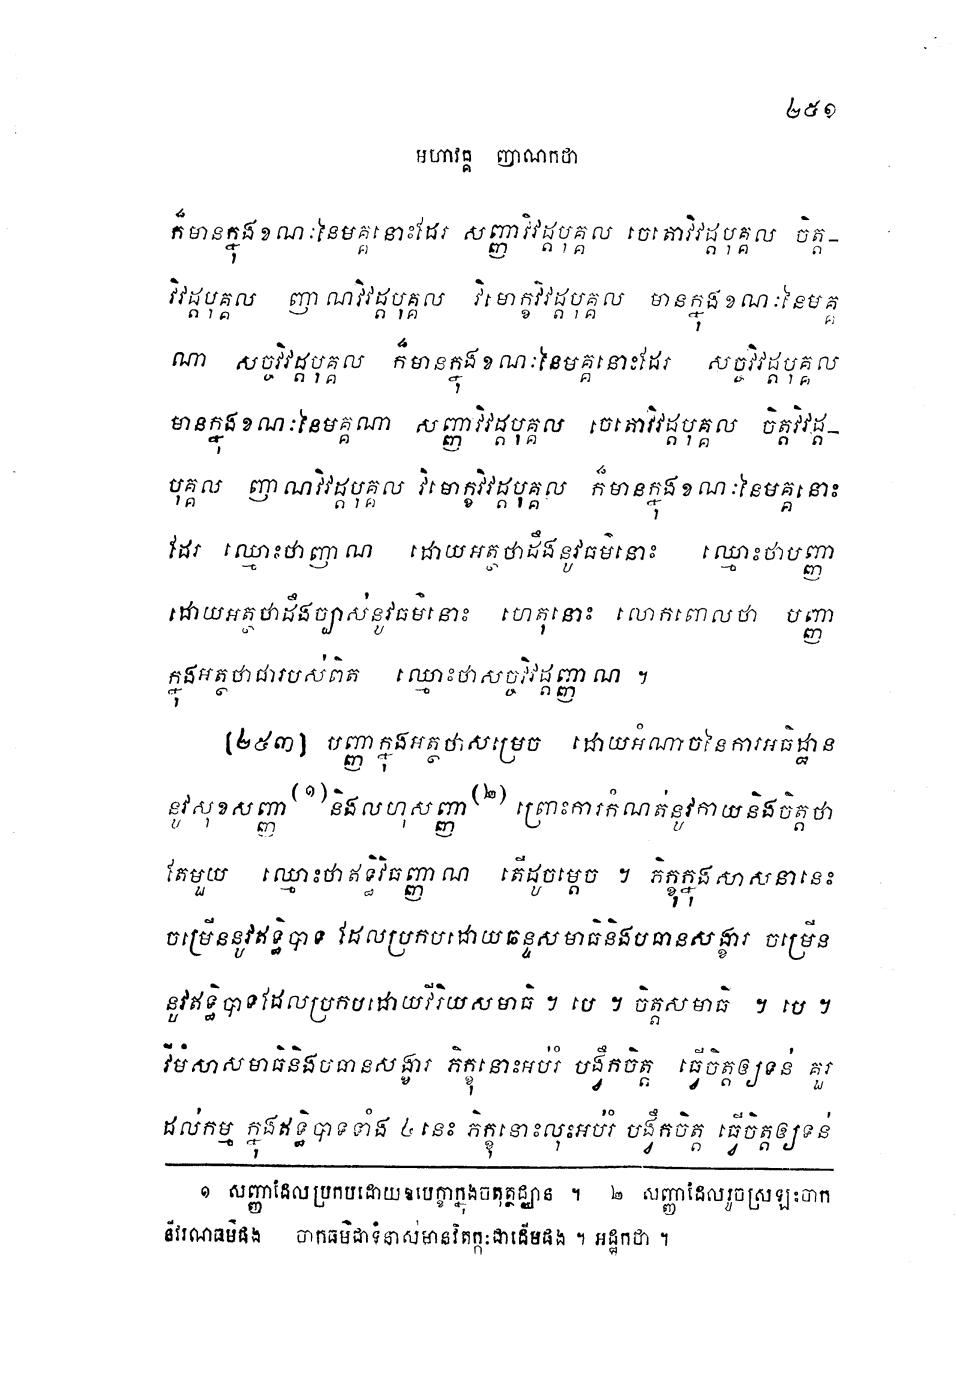 ២៥១
មហាវគ្គ ញាណកថា
ក៏មានក្នុងខណៈនៃមគ្គនោះដែរ សញ្ញាវិវដ្ដបុគ្គល ចេតោវិវដ្ដបុគ្គល ចិត្ត-
វិវដ្ដបុគ្គល ញាណវិវដ្ដបុគ្គល វិមោក្ខវិវដ្ដបុគ្គល មានក្នុងខណៈនៃមគ្គ
ណា សច្ចវិវដ្ដបុគ្គល ក៏មានក្នុងខណៈនៃមគ្គនោះដែរ សច្ចវិវដ្ដបុគ្គល
មានក្នុងខណៈនៃមគ្គណា សញ្ញាវិវដ្ដបុគ្គល ចេតោវិវដ្ដបុគ្គល ចិត្តវិវដ្ដ-
បុគ្គល ញាណវិវដ្ដបុគ្គល វិមោក្ខវិវដ្ដបុគ្គល ក៏មានក្នុងខណៈនៃមគ្គនោះ
ដែរ ឈ្មោះថាញាណ ដោយអត្ថថាដឹងនូវធម៌នោះ ឈ្មោះថាបញ្ញា
ដោយអត្ថថាដឹងច្បាស់នូវធម៌នោះ ហេតុនោះ លោកពោលថា បញ្ញា
ក្នុងអត្ថថាជារបស់ពិត ឈ្មោះថាសច្ចវិវដ្ដញ្ញាណ ។
[២៥៣] បញ្ញាក្នុងអត្ថថាសម្រេច ដោយអំណាចនៃការអធិដ្ឋាន
នូវសុខសញ្ញា(១)និងលហុសញ្ញា(២) ព្រោះការកំណត់នូវកាយនិងចិត្តថា
តែមួយ ឈ្មោះថាឥទ្ធិវិធញ្ញាណ តើដូចម្ដេច ។ ភិក្ខុក្នុងសាសនានេះ
ចម្រើននូវឥទ្ធិបាទ ដែលប្រកបដោយឆន្ទសមាធិនិងបធានសង្ខារ ចម្រើន
នូវឥទ្ធិបាទដែលប្រកបដោយវីរិយសមាធិ ។ បេ ។ ចិត្តសមាធិ ។ បេ ។
វីមំសាសមាធិនិងបធានសង្ខារ ភិក្ខុនោះអប់រំ បង្វឹកចិត្ត ធ្វើចិត្តឲ្យទន់ គួរ
ដល់កម្ម ក្នុងឥទ្ធិបាទទាំង ៤ នេះ ភិក្ខុនោះលុះអប់រំ បង្វឹកចិត្ត ធ្វើចិត្តឲ្យទន់
១ សញ្ញាដែលប្រកបដោយឧបេក្ខាក្នុងចតុត្ថជ្ឈាន ។ ២ សញ្ញាដែលរួចស្រឡះចាក
នីវរណធម៌ផង ចាកធម៌ជាទំនាស់មានវិតក្កៈជាដើមផង ។ អដ្ឋកថា ។